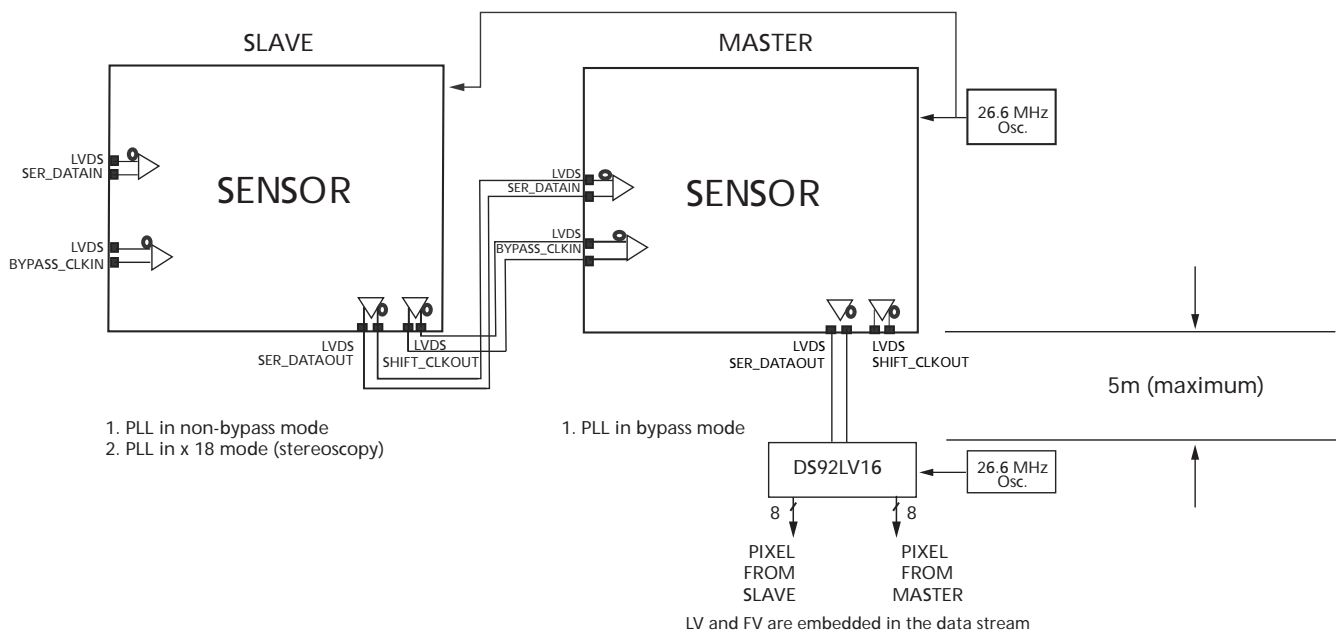 SLAVE
MASTER
26.6 MHz
Osc.
LVDS
SER_DATAIN
SENSOR
LVDS
BYPASS_CLKIN
LVDS
SER_DATAOUT
LVDS
SHIFT_CLKOUT
LVDS
SER_DATAIN
SENSOR
LVDS
BYPASS_CLKIN
LVDS
SER_DATAOUT
LVDS
SHIFT_CLKOUT
5m (maximum)
1. PLL in non-bypass mode
2. PLL in x 18 mode (stereoscopy)
1. PLL in bypass mode
DS92LV16
26.6 MHz
Osc.
8
8
PIXEL
FROM
SLAVE
PIXEL
FROM
MASTER
LV and FV are embedded in the data stream